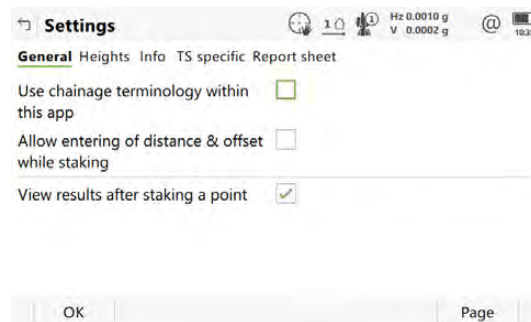 Settings
1
1
Hz 0.0010 g
V 0.0002 g
@
General Heights Info TS specific Report sheet
Use chainage terminology within
this app
Allow entering of distance & offset
while staking
View results after staking a point
OK Page